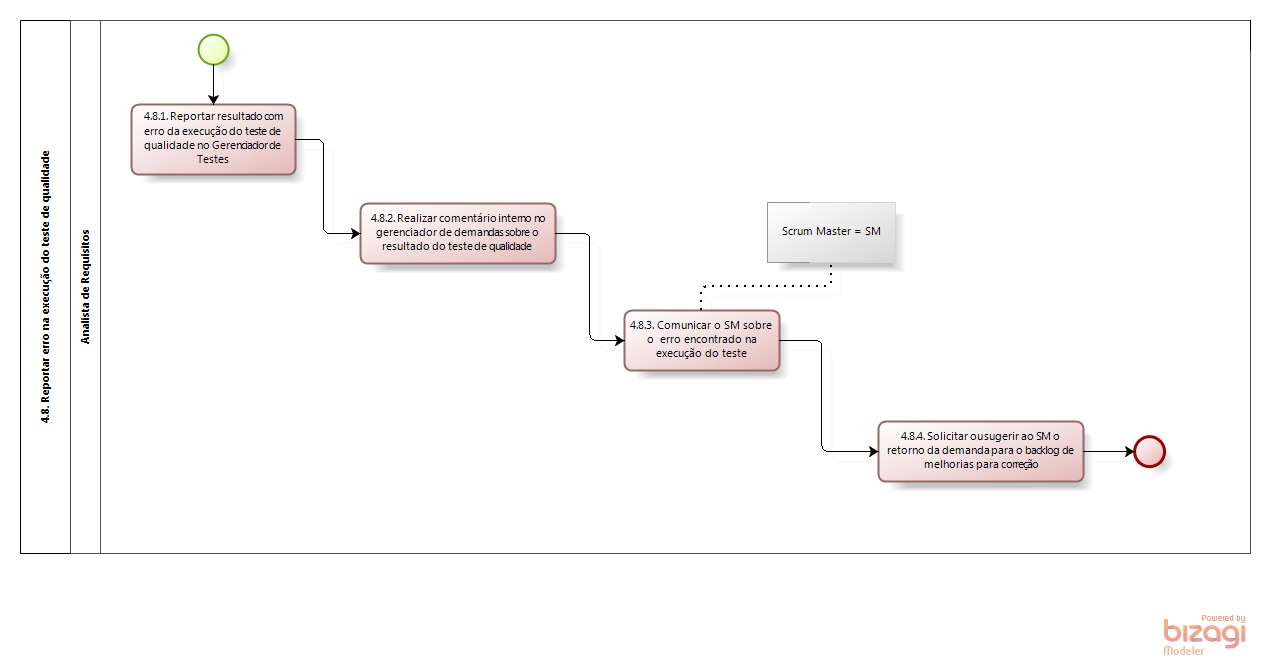 4.8. Reportar erro na execução do teste de qualidade
Analista de Requisitos
4.8.1. Reportar resultado com
erro da execução do teste de
qualidade no Gerenciador de
Testes
4.8.2. Realizar comentário interno no
gerenciador de demandas sobre o
resultado do teste de qualidade
Scrum Master = SM
4.8.3. Comunicar o SM sobre
o erro encontrado na
execução do teste
4.8.4. Solicitar ou sugerir ao SM o
retorno da demanda para o backlog de
melhorias para correção
Powered by
bizagi
Modeler